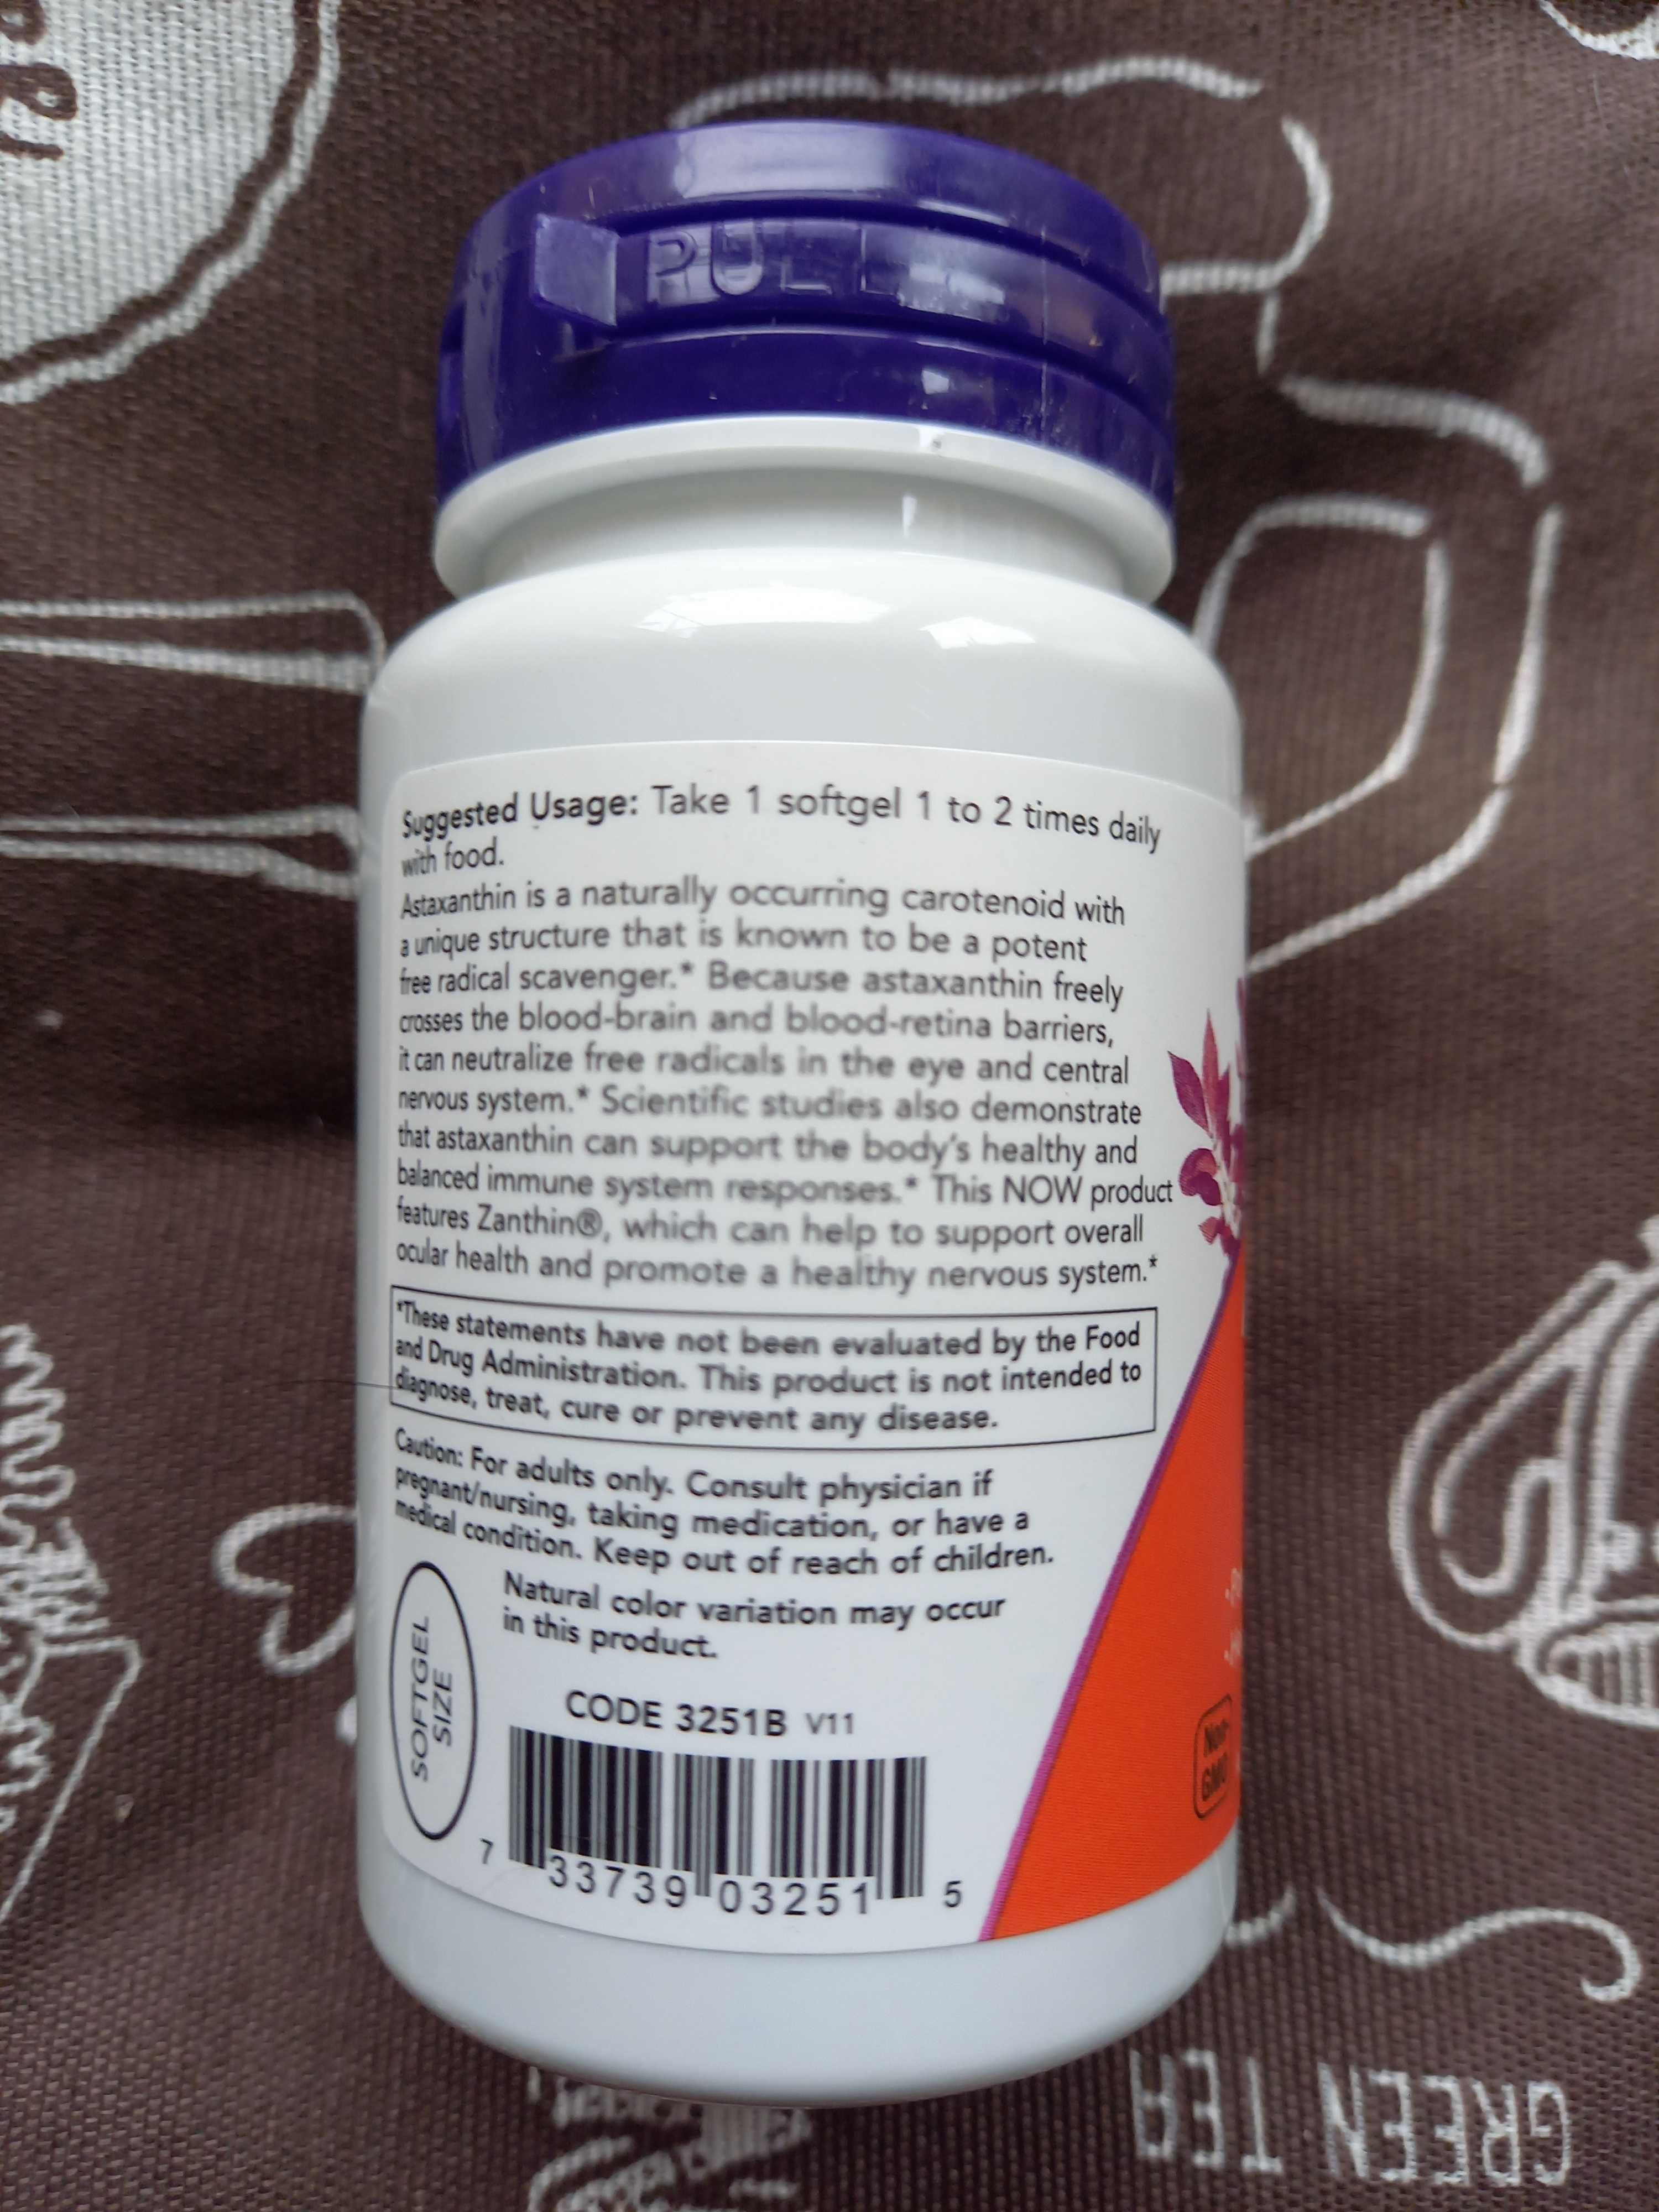 PULL
Suggested Usage: Take 1 softgel 1 to 2 times daily
with food.
Astaxanthin is a naturally occurring carotenoid with
a unique structure that is known to be a potent
free radical scavenger.* Because astaxanthin freely
crosses the blood-brain and blood-retina barriers,
it can neutralize free radicals in the eye and central
nervous system.* Scientific studies also demonstrate
that astaxanthin can support the body's healthy and
balanced immune system responses.* This NOW product
features Zanthin®, which can help to support overall
ocular health and promote a healthy nervous system.*
*These statements have not been evaluated by the Food
and Drug Administration. This product is not intended to
diagnose, treat, cure or prevent any disease.
Caution: For adults only. Consult physician if
pregnant/nursing, taking medication, or have a
medical condition. Keep out of reach of children.
Natural color variation may occur
in this product.
SOFTGEL
SIZE
CODE 3251B V11
7 33739 03251 5
Non-
GMO
GREEN TEA